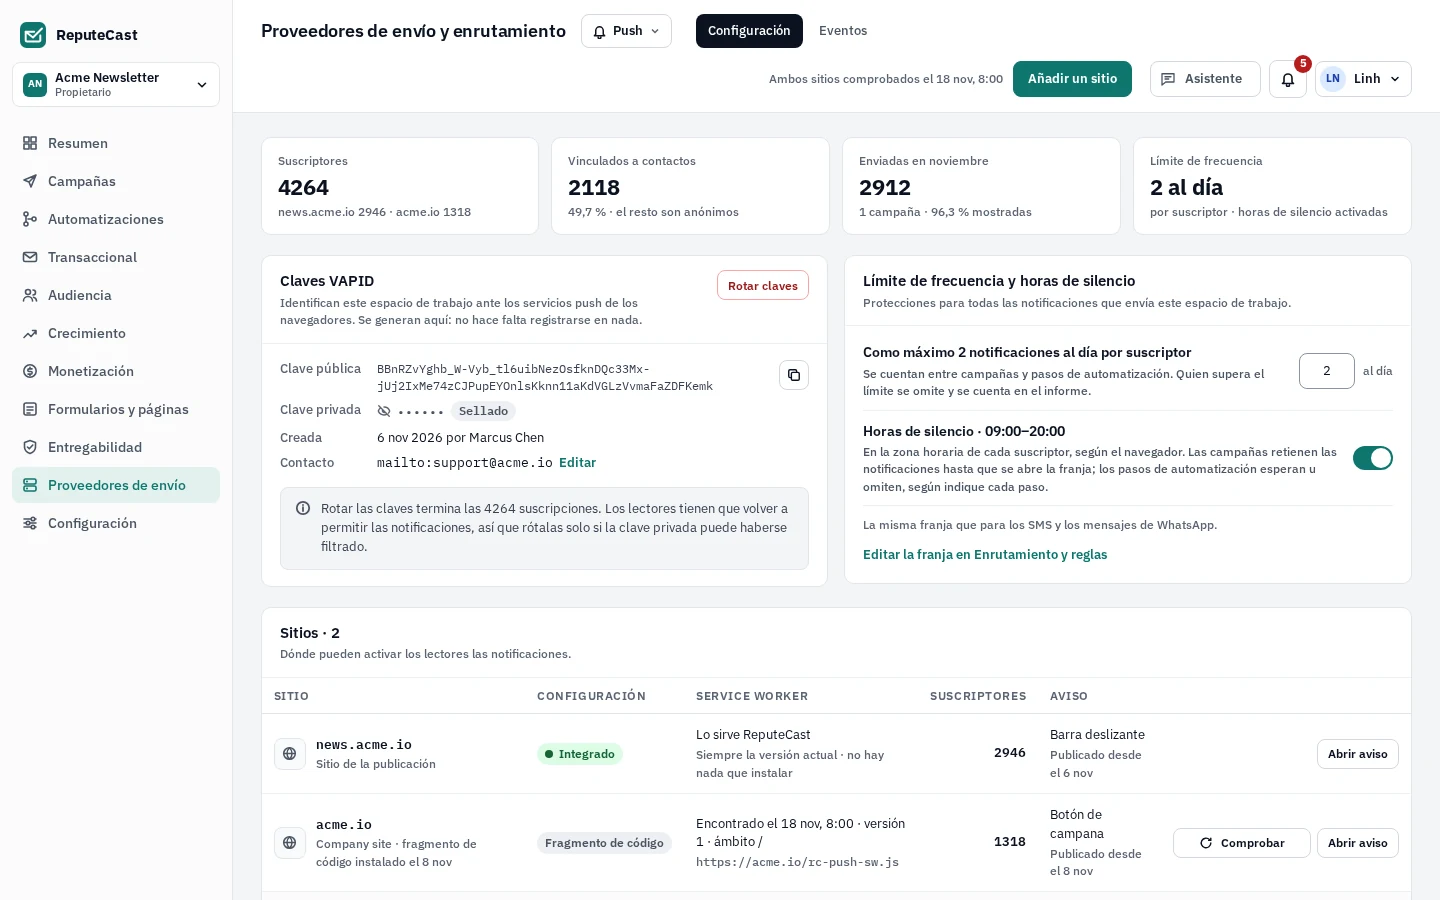 ReputeCast
AN
Acme Newsletter
Propietario
Resumen
Campañas
Automatizaciones
Transaccional
Audiencia
Crecimiento
Monetización
Formularios y páginas
Entregabilidad
Proveedores de envío
Configuración
Proveedores de envío y enrutamiento
Push
Configuración
Eventos
Ambos sitios comprobados el 18 nov, 8:00
Añadir un sitio
Asistente
5
LN
Linh
Suscriptores
4264
news.acme.io 2946 · acme.io 1318
Vinculados a contactos
2118
49,7 % · el resto son anónimos
Enviadas en noviembre
2912
1 campaña · 96,3 % mostradas
Límite de frecuencia
2 al día
por suscriptor · horas de silencio activadas
Claves VAPID
Identifican este espacio de trabajo ante los servicios push de los
navegadores. Se generan aquí: no hace falta registrarse en nada.
Rotar claves
Clave pública
BBnRZvYghb_W-Vyb_tl6uibNezOsfknDQc33Mx-
jUj2IxMe74zCJPupEYOnlsKknn11aKdVGLzVvmaFaZDFKemk
Clave privada
••••••
Sellado
Creada
6 nov 2026 por Marcus Chen
Contacto
mailto:support@acme.io Editar
Rotar las claves termina las 4264 suscripciones. Los lectores tienen que volver a
permitir las notificaciones, así que rótalas solo si la clave privada puede haberse
filtrado.
Límite de frecuencia y horas de silencio
Protecciones para todas las notificaciones que envía este espacio de trabajo.
Como máximo 2 notificaciones al día por suscriptor
Se cuentan entre campañas y pasos de automatización. Quien supera el
límite se omite y se cuenta en el informe.
2
al día
Horas de silencio · 09:00–20:00
En la zona horaria de cada suscriptor, según el navegador. Las campañas retienen las
notificaciones hasta que se abre la franja; los pasos de automatización esperan u
omiten, según indique cada paso.
La misma franja que para los SMS y los mensajes de WhatsApp.
Editar la franja en Enrutamiento y reglas
Sitios · 2
Dónde pueden activar los lectores las notificaciones.
SITIO
CONFIGURACIÓN
SERVICE WORKER
SUSCRIPTORES
AVISO
news.acme.io
Sitio de la publicación
Integrado
Lo sirve ReputeCast
Siempre la versión actual · no hay
nada que instalar
2946
Barra deslizante
Publicado desde
el 6 nov
Abrir aviso
acme.io
Company site · fragmento de
código instalado el 8 nov
Fragmento de código
Encontrado el 18 nov, 8:00 · versión
1 · ámbito /
https://acme.io/rc-push-sw.js
1318
Botón de
campana
Publicado desde
el 8 nov
Comprobar
Abrir aviso